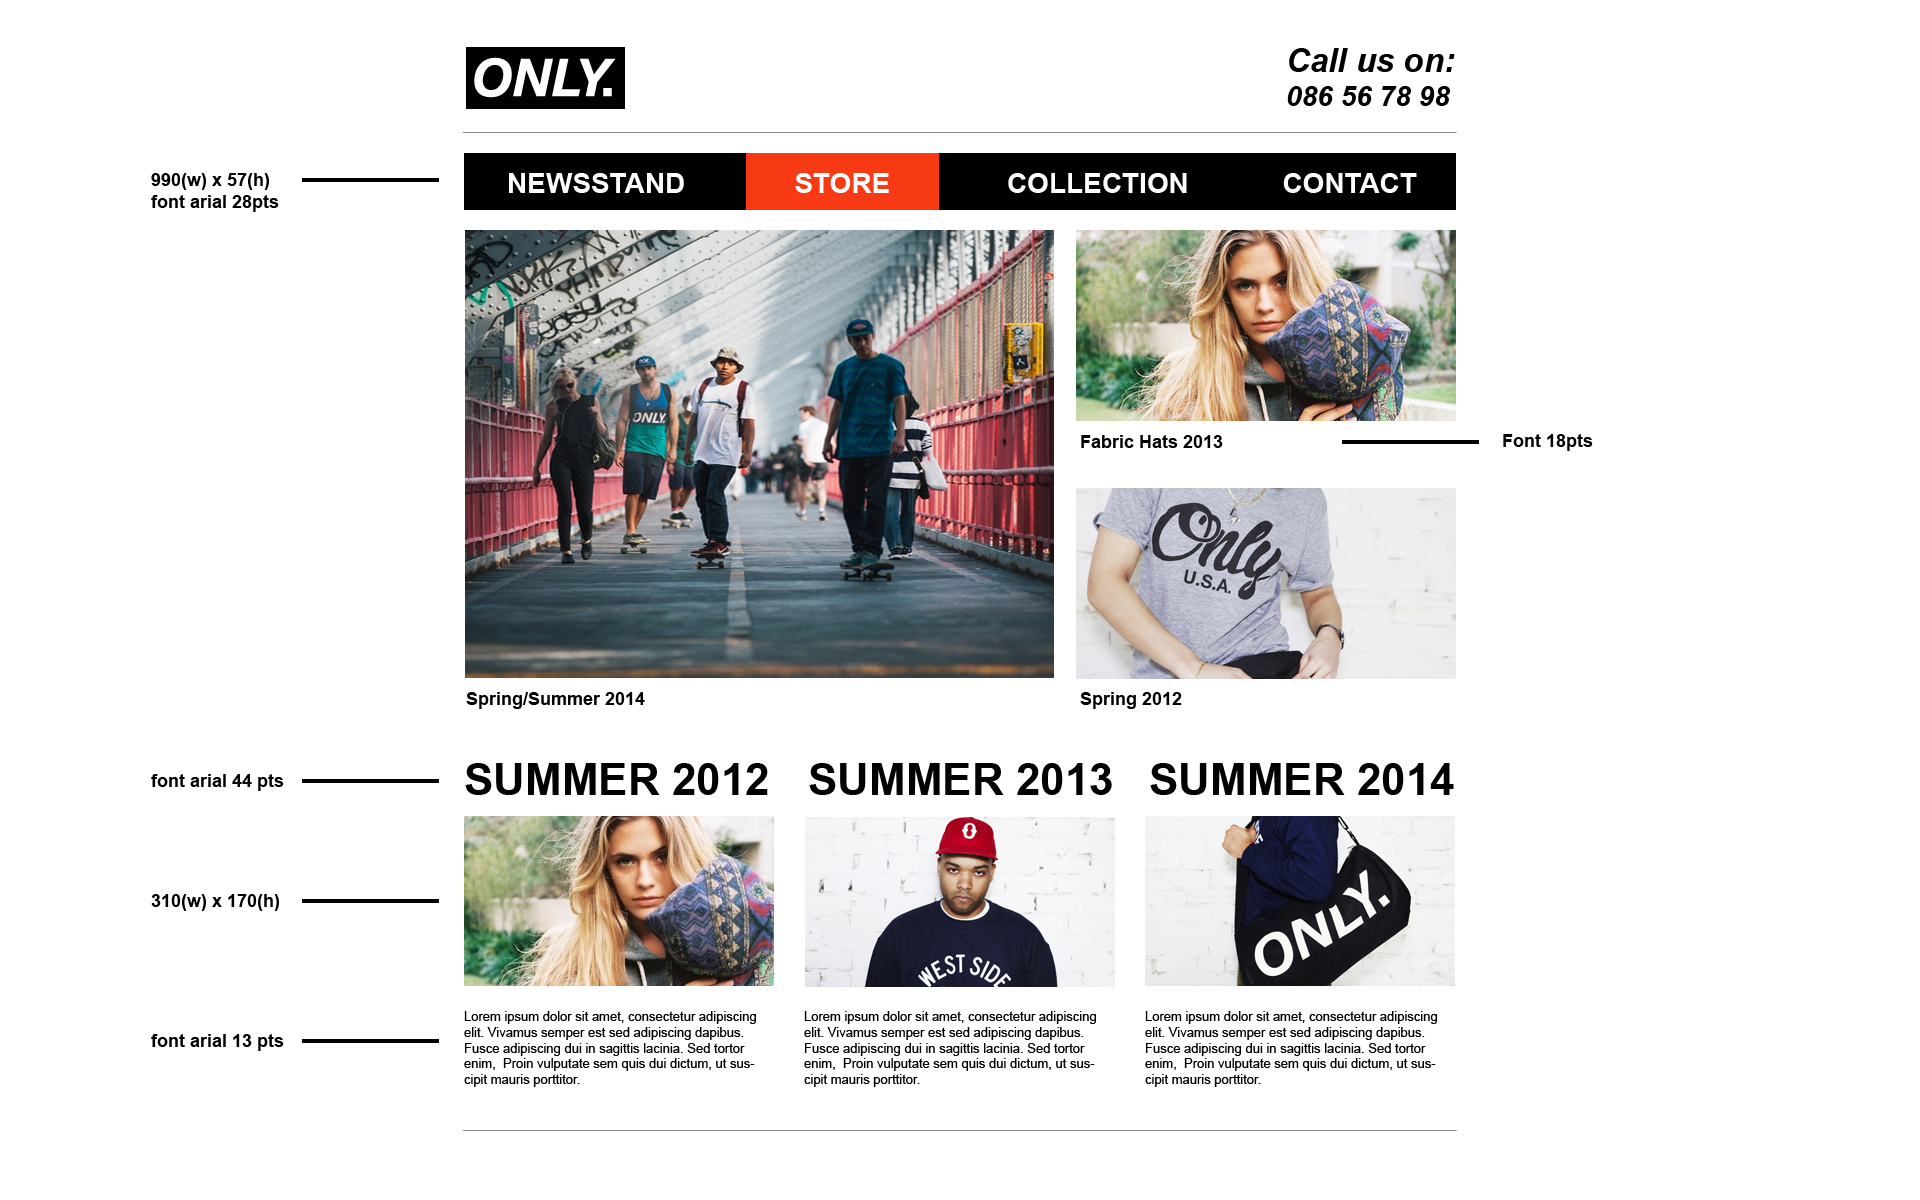 ONLY.
Call us on:
086 56 78 98
990(w) x 57(h)
font arial 28pts
NEWSSTAND STORE COLLECTION CONTACT
ONLY.
Fabric Hats 2013
Font 18pts
Only
U.S.A.
Spring/Summer 2014
Spring 2012
font arial 44 pts
SUMMER 2012 SUMMER 2013 SUMMER 2014
310(w) x 170(h)
WEST SIDE
ONLY.
font arial 13 pts
Lorem ipsum dolor sit amet, consectetur adipiscing
elit. Vivamus semper est sed adipiscing dapibus.
Fusce adipiscing dui in sagittis lacinia. Sed tortor
enim,  Proin vulputate sem quis dui dictum, ut sus-
cipit mauris porttitor.
Lorem ipsum dolor sit amet, consectetur adipiscing
elit. Vivamus semper est sed adipiscing dapibus.
Fusce adipiscing dui in sagittis lacinia. Sed tortor
enim,  Proin vulputate sem quis dui dictum, ut sus-
cipit mauris porttitor.
Lorem ipsum dolor sit amet, consectetur adipiscing
elit. Vivamus semper est sed adipiscing dapibus.
Fusce adipiscing dui in sagittis lacinia. Sed tortor
enim,  Proin vulputate sem quis dui dictum, ut sus-
cipit mauris porttitor.